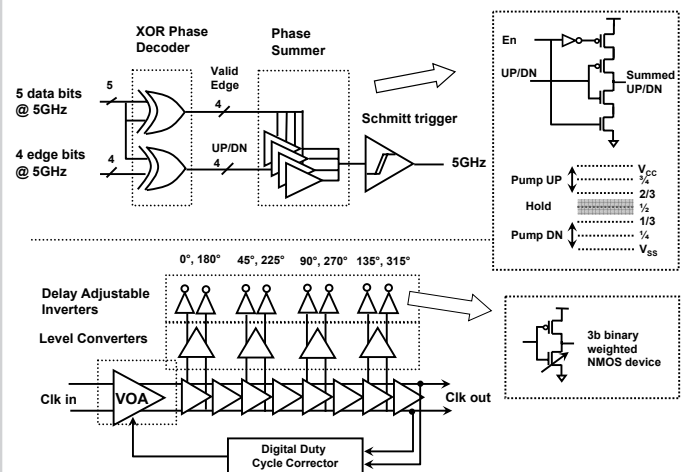 XOR Phase
Decoder
Phase
Summer
5 data bits
@ 5GHz
5
Valid
Edge
4
4 edge bits
@ 5GHz
4
UP/DN
4
Schmitt trigger
5GHz
En
UP/DN
Summed
UP/DN
Pump UP
Hold
Pump DN
VCC
¾
2/3
½
1/3
¼
VSS
0°, 180° 45°, 225° 90°, 270° 135°, 315°
Delay Adjustable
Inverters
Level Converters
3b binary
weighted
NMOS device
Clk in
VOA
Clk out
Digital Duty
Cycle Corrector